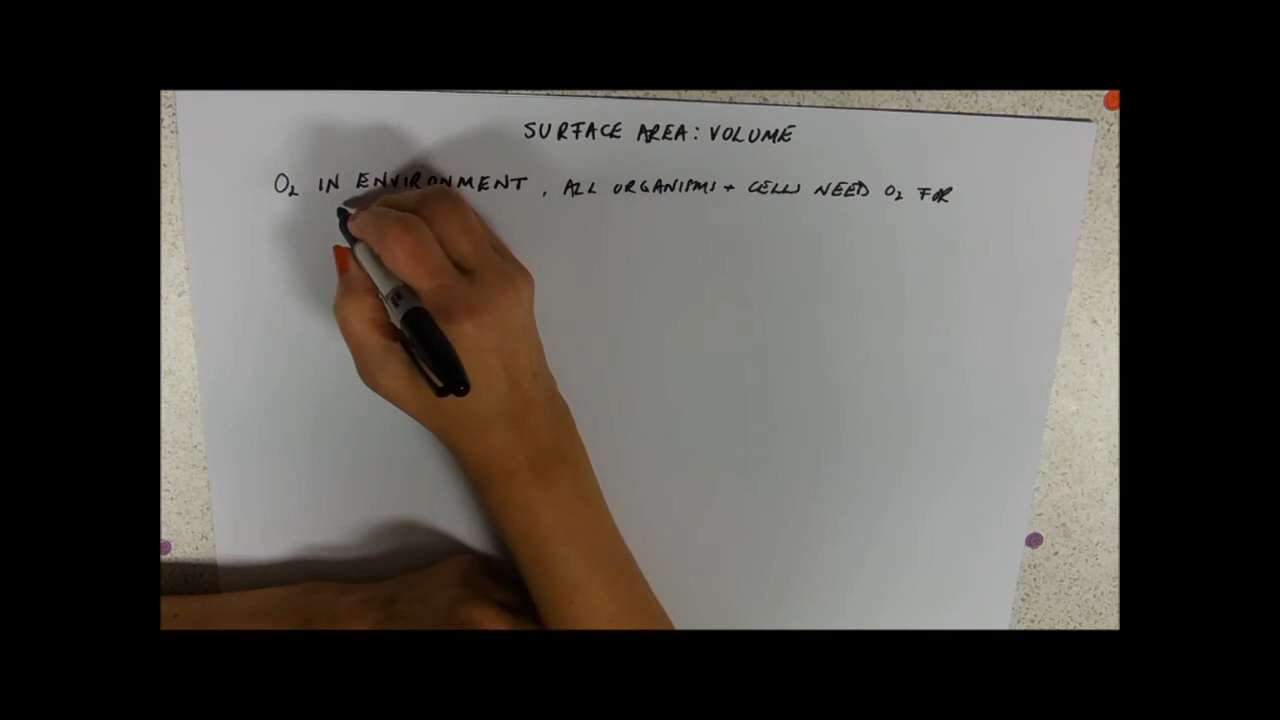 SURFACE AREA: VOLUME
O₂ IN ENVIRONMENT, ALL ORGANISMS + CELLS NEED O₂ FOR